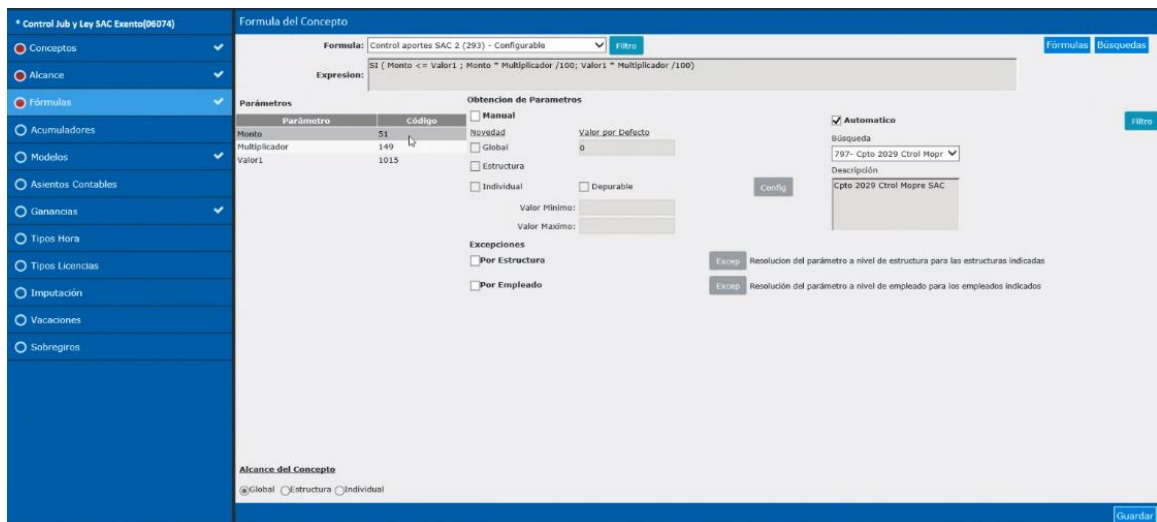 * Control Jub y Ley SAC Exento(06074)
Conceptos
Alcance
Fórmulas
Acumuladores
Modelos
Asientos Contables
Ganancias
Tipos Hora
Tipos Licencias
Imputación
Vacaciones
Sobregiros
Formula del Concepto
Formula: Control aportes SAC 2 (293) - Configurable Filtro Fórmulas Búsquedas
Expresion: SI ( Monto <= Valor1 ; Monto * Multiplicador /100; Valor1 * Multiplicador /100)
Parámetros
Parámetro Código
Monto 51
Multiplicador 149
Valor1 1015
Obtencion de Parametros
Manual
Novedad Valor por Defecto
Global 0
Estructura
Individual Depurable Config
Valor Minimo:
Valor Maximo:
Automatico Filtro
Búsqueda
797- Cpto 2029 Ctrol Mopr
Descripción
Cpto 2029 Ctrol Mopre SAC
Excepciones
Por Estructura Excep Resolucion del parámetro a nivel de estructura para las estructuras indicadas
Por Empleado Excep Resolución del parámetro a nivel de empleado para los empleados indicados
Alcance del Concepto
Global Estructura Individual
Guardar